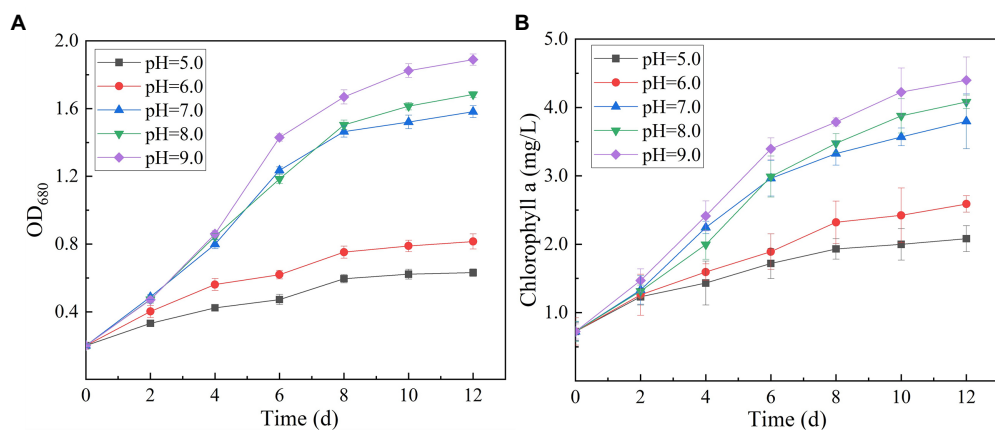 A
2.0
1.6
1.2
0.8
0.4
OD680
pH=5.0
pH=6.0
pH=7.0
pH=8.0
pH=9.0
0 2 4 6 8 10 12
Time (d)
B
5.0
4.0
3.0
2.0
1.0
Chlorophyll a (mg/L)
pH=5.0
pH=6.0
pH=7.0
pH=8.0
pH=9.0
0 2 4 6 8 10 12
Time (d)